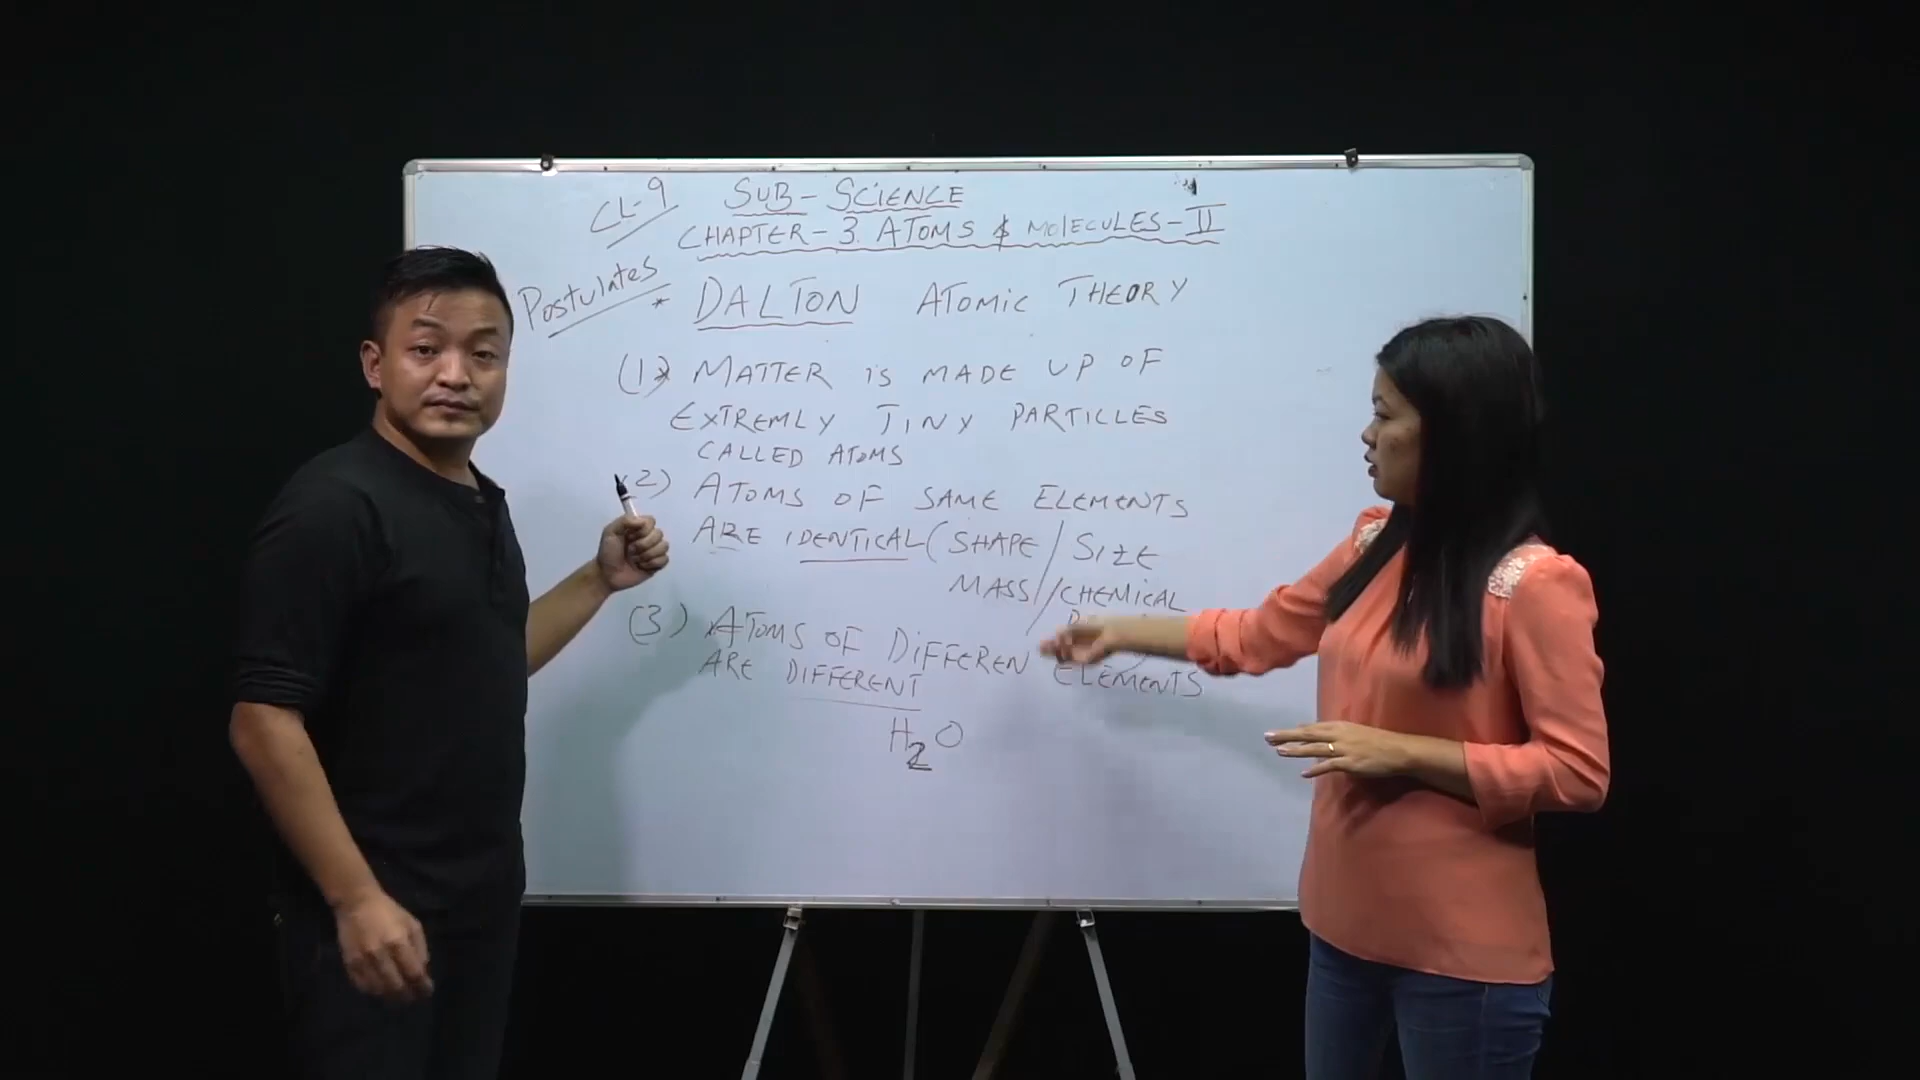 CL-9 SUB-SCIENCE
CHAPTER-3. ATOMS & MOLECULES-II
Postulates
* DALTON ATOMIC THEORY
(1) MATTER IS MADE UP OF
EXTREMLY TINY PARTICLES
CALLED ATOMS
(2) ATOMS OF SAME ELEMENTS
ARE IDENTICAL (SHAPE / SIZE
MASS / CHEMICAL
(3) ATOMS OF DIFFEREN ELEMENTS
ARE DIFFERENT
H2O